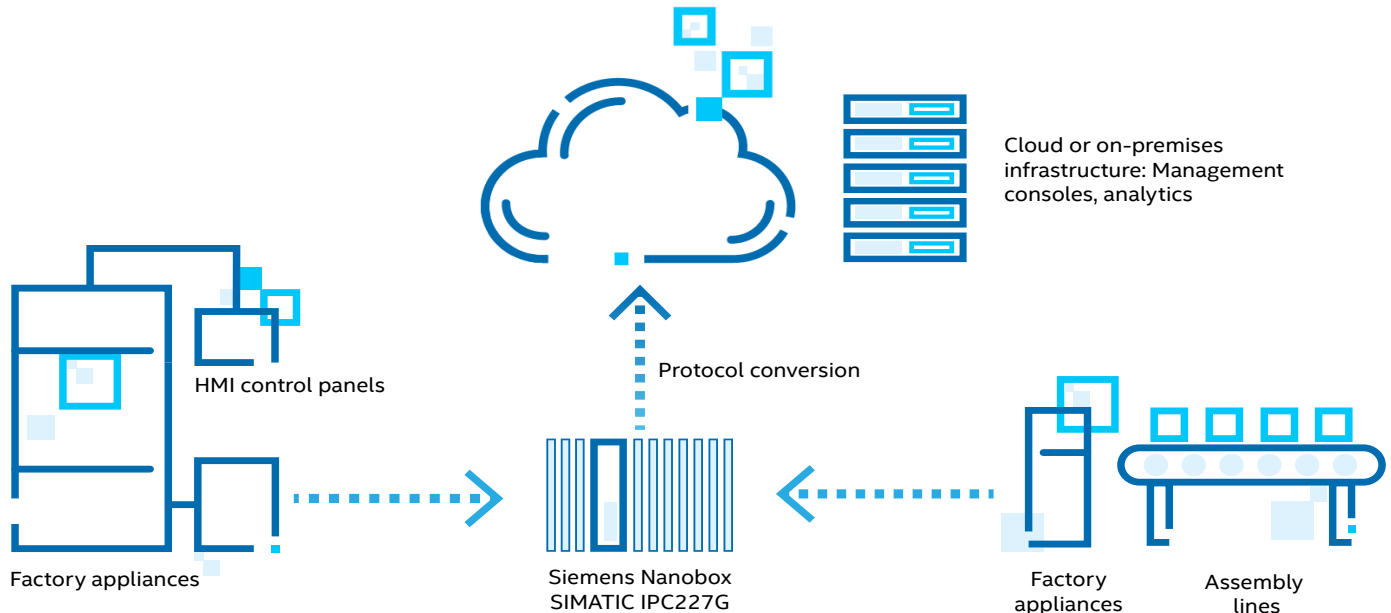 Cloud or on-premises
infrastructure: Management
consoles, analytics
HMI control panels
Protocol conversion
Factory appliances
Siemens Nanobox
SIMATIC IPC227G
Factory
appliances
Assembly
lines